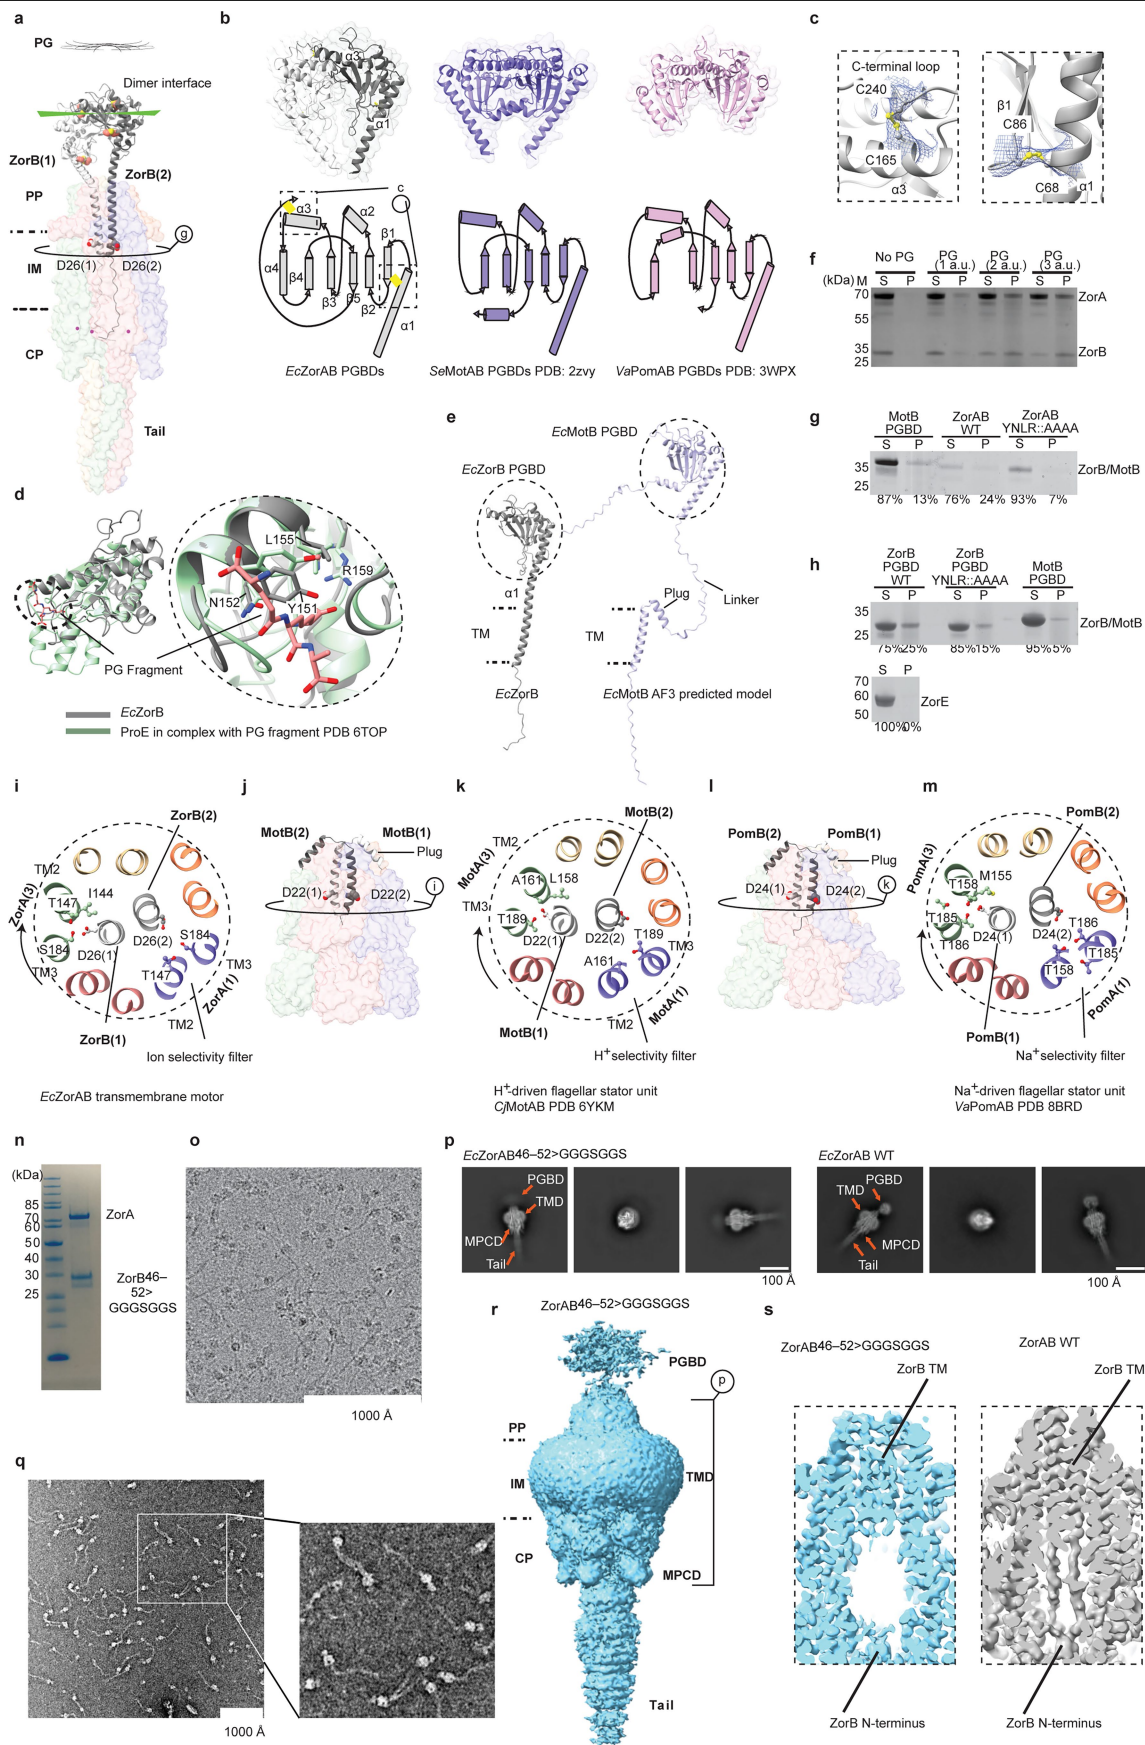 a
PG
Dimer interface
ZorB(1)
ZorB(2)
PP
g
D26(1)
D26(2)
IM
CP
Tail
b
α3
α1
c
α3
α2
β1
α4
β4
β3
β5
β2
α1
EcZorAB PGBDs
SeMotAB PGBDs PDB: 2zvy
VaPomAB PGBDs PDB: 3WPX
c
C-terminal loop
C240
C165
α3
β1
C86
C68
α1
d
L155
R159
N152
Y151
PG Fragment
EcZorB
ProE in complex with PG fragment PDB 6TOP
e
EcMotB PGBD
EcZorB PGBD
α1
Plug
Linker
TM
TM
EcZorB
EcMotB AF3 predicted model
f
No PG
PG (1 a.u.)
PG (2 a.u.)
PG (3 a.u.)
(kDa) M
S P S P S P S P
70
55
35
25
ZorA
ZorB
g
MotB PGBD
ZorAB WT
ZorAB YNLR::AAAA
S P S P S P
35
25
ZorB/MotB
87% 13% 76% 24% 93% 7%
h
ZorB PGBD WT
ZorB PGBD YNLR::AAAA
MotB PGBD
S P S P S P
35
25
ZorB/MotB
75% 25% 85% 15% 95% 5%
S P
70
60
50
ZorE
100% 0%
i
ZorB(2)
TM2
I144
T147
ZorA(3)
S184
D26(1)
D26(2)
S184
T147
TM3
TM3
ZorA(1)
TM2
ZorB(1)
Ion selectivity filter
EcZorAB transmembrane motor
j
MotB(2)
MotB(1)
Plug
D22(1)
D22(2)
i
k
MotB(2)
TM2
MotA(3)
A161
L158
TM3
T189
D22(1)
D22(2)
T189
TM3
A161
MotA(1)
TM2
MotB(1)
H+ selectivity filter
H+-driven flagellar stator unit
CjMotAB PDB 6YKM
l
PomB(2)
PomB(1)
Plug
D24(1)
D24(2)
k
m
PomB(2)
PomA(3)
M155
T158
T185
T186
D24(1)
D24(2)
T186
T185
T158
PomA(1)
PomB(1)
Na+ selectivity filter
Na+-driven flagellar stator unit
VaPomAB PDB 8BRD
n
(kDa)
85
70
60
50
40
30
25
ZorA
ZorB46–
52>
GGGSGGS
o
1000 Å
p
EcZorAB46–52>GGGSGGS
PGBD
TMD
MPCD
Tail
100 Å
EcZorAB WT
PGBD
TMD
MPCD
Tail
100 Å
q
1000 Å
r
ZorAB46–52>GGGSGGS
PGBD
p
PP
IM
TMD
CP
MPCD
Tail
s
ZorAB46–52>GGGSGGS
ZorAB WT
ZorB TM
ZorB TM
ZorB N-terminus
ZorB N-terminus